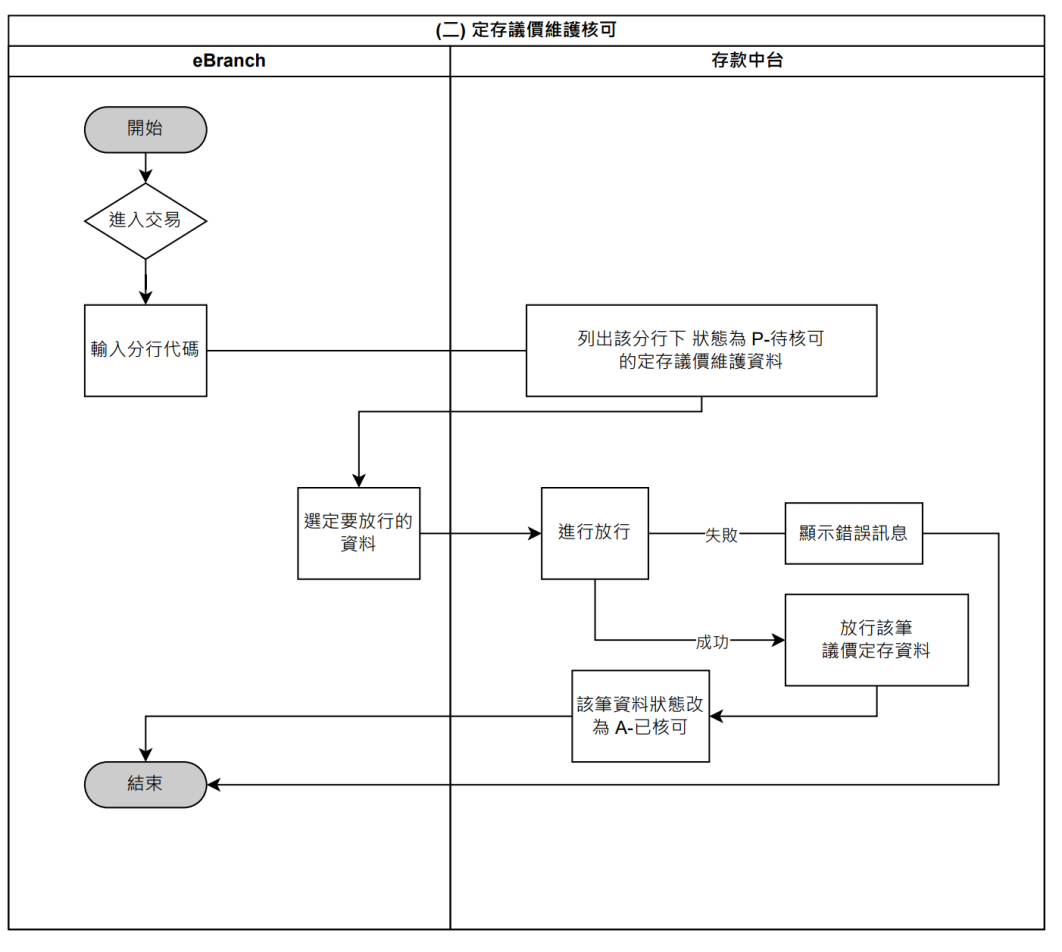 (二) 定存議價維護核可
eBranch
存款中台
開始
進入交易
輸入分行代碼
列出該分行下 狀態為 P-待核可
的定存議價維護資料
選定要放行的
資料
進行放行
失敗
顯示錯誤訊息
成功
放行該筆
議價定存資料
該筆資料狀態改
為 A-已核可
結束